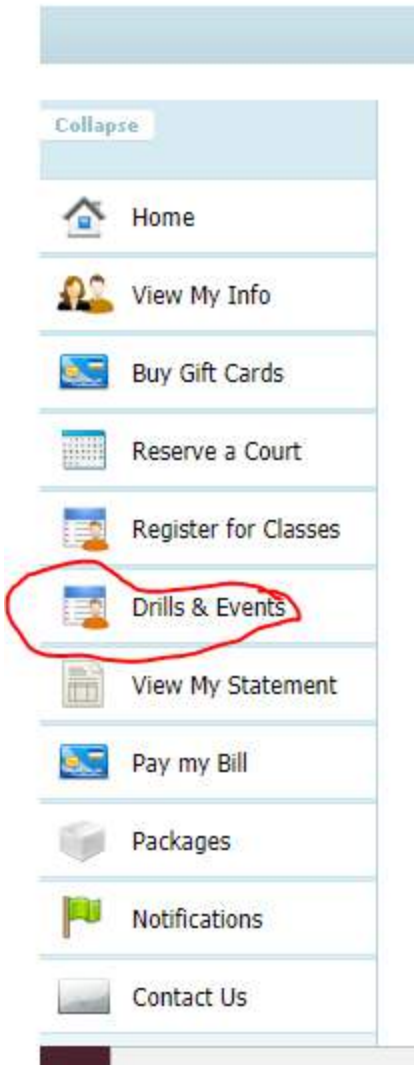 Collapse
Home
View My Info
Buy Gift Cards
Reserve a Court
Register for Classes
Drills & Events
View My Statement
Pay my Bill
Packages
Notifications
Contact Us